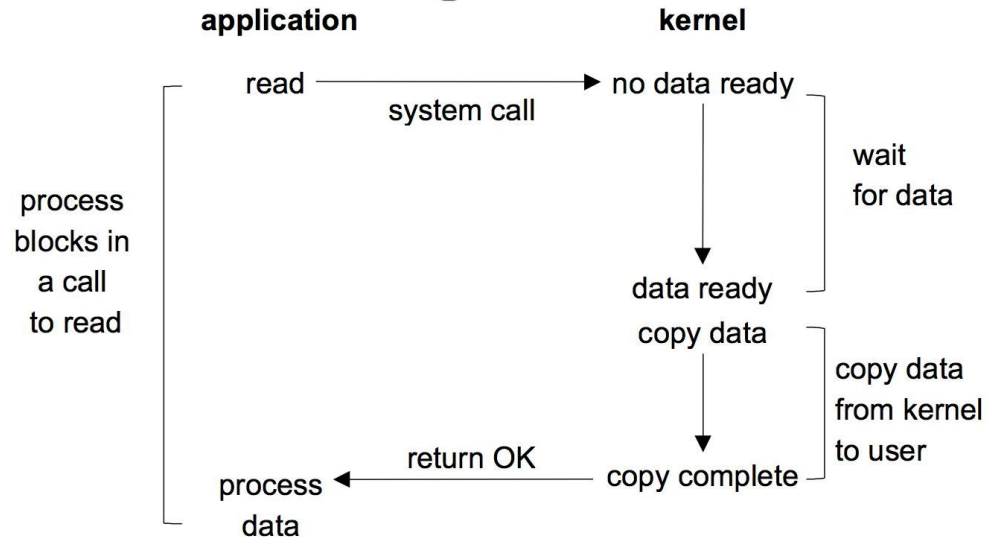 application
kernel
read
system call
no data ready
wait
for data
process
blocks in
a call
to read
data ready
copy data
copy data
from kernel
to user
return OK
copy complete
process
data